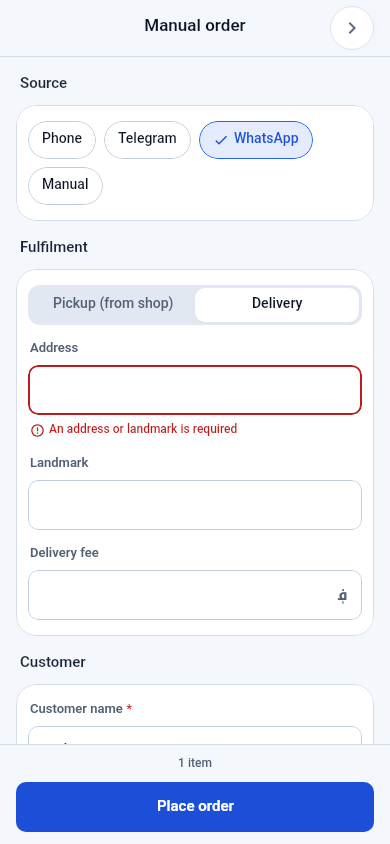 Manual order
Source
Phone
Telegram
WhatsApp
Manual
Fulfilment
Pickup (from shop)
Delivery
Address
An address or landmark is required
Landmark
Delivery fee
Customer
Customer name *
1 item
Place order